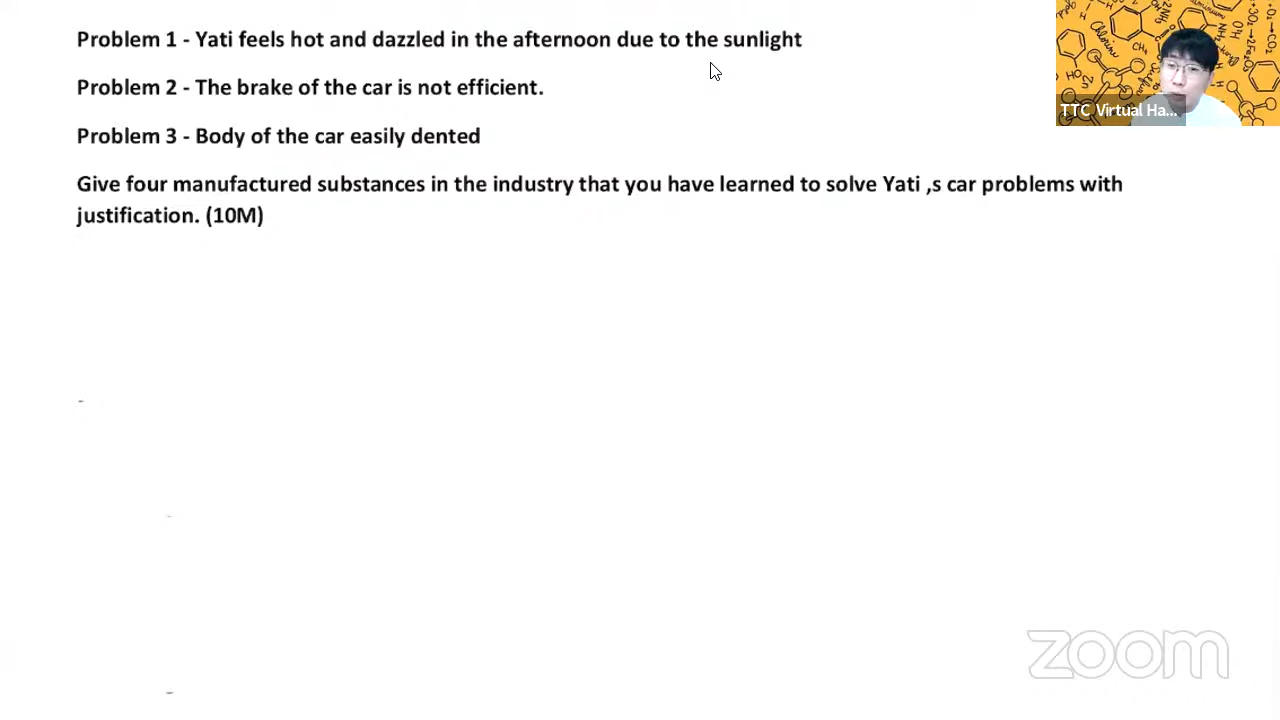 Problem 1 - Yati feels hot and dazzled in the afternoon due to the sunlight
TTC Virtual Ha...
Problem 2 - The brake of the car is not efficient.
Problem 3 - Body of the car easily dented
Give four manufactured substances in the industry that you have learned to solve Yati ,s car problems with
justification. (10M)
zoom